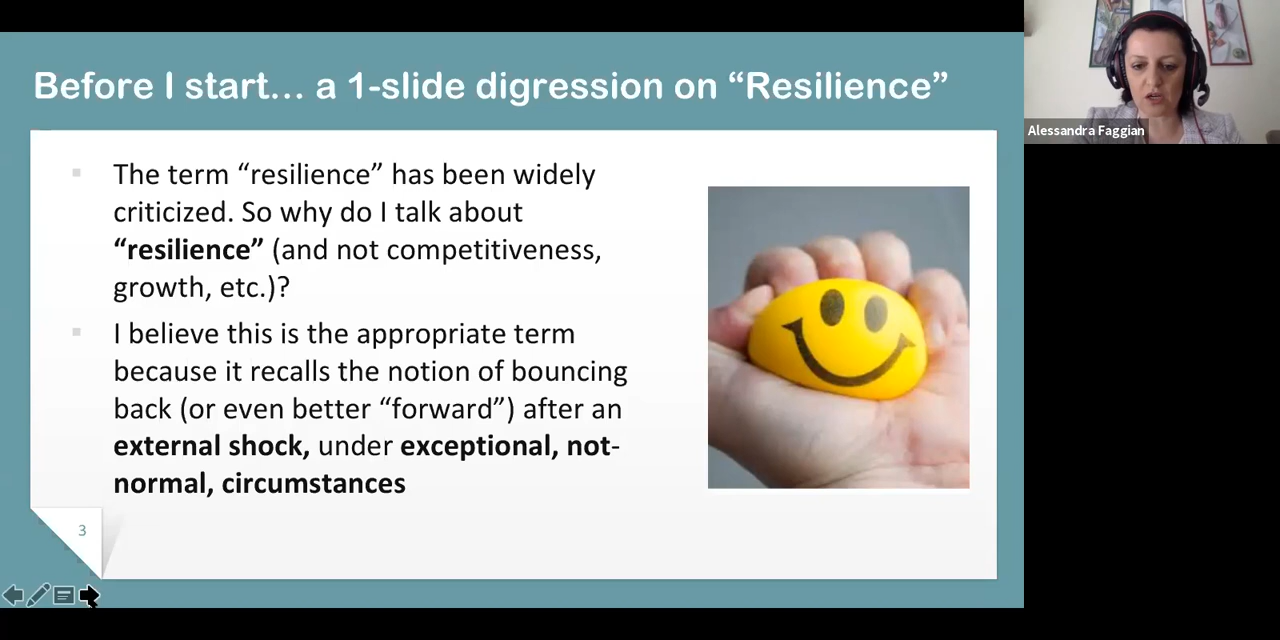 Before I start… a 1-slide digression on “Resilience”
The term “resilience” has been widely
criticized. So why do I talk about
“resilience” (and not competitiveness,
growth, etc.)?
I believe this is the appropriate term
because it recalls the notion of bouncing
back (or even better “forward”) after an
external shock, under exceptional, not-
normal, circumstances
3
Alessandra Faggian